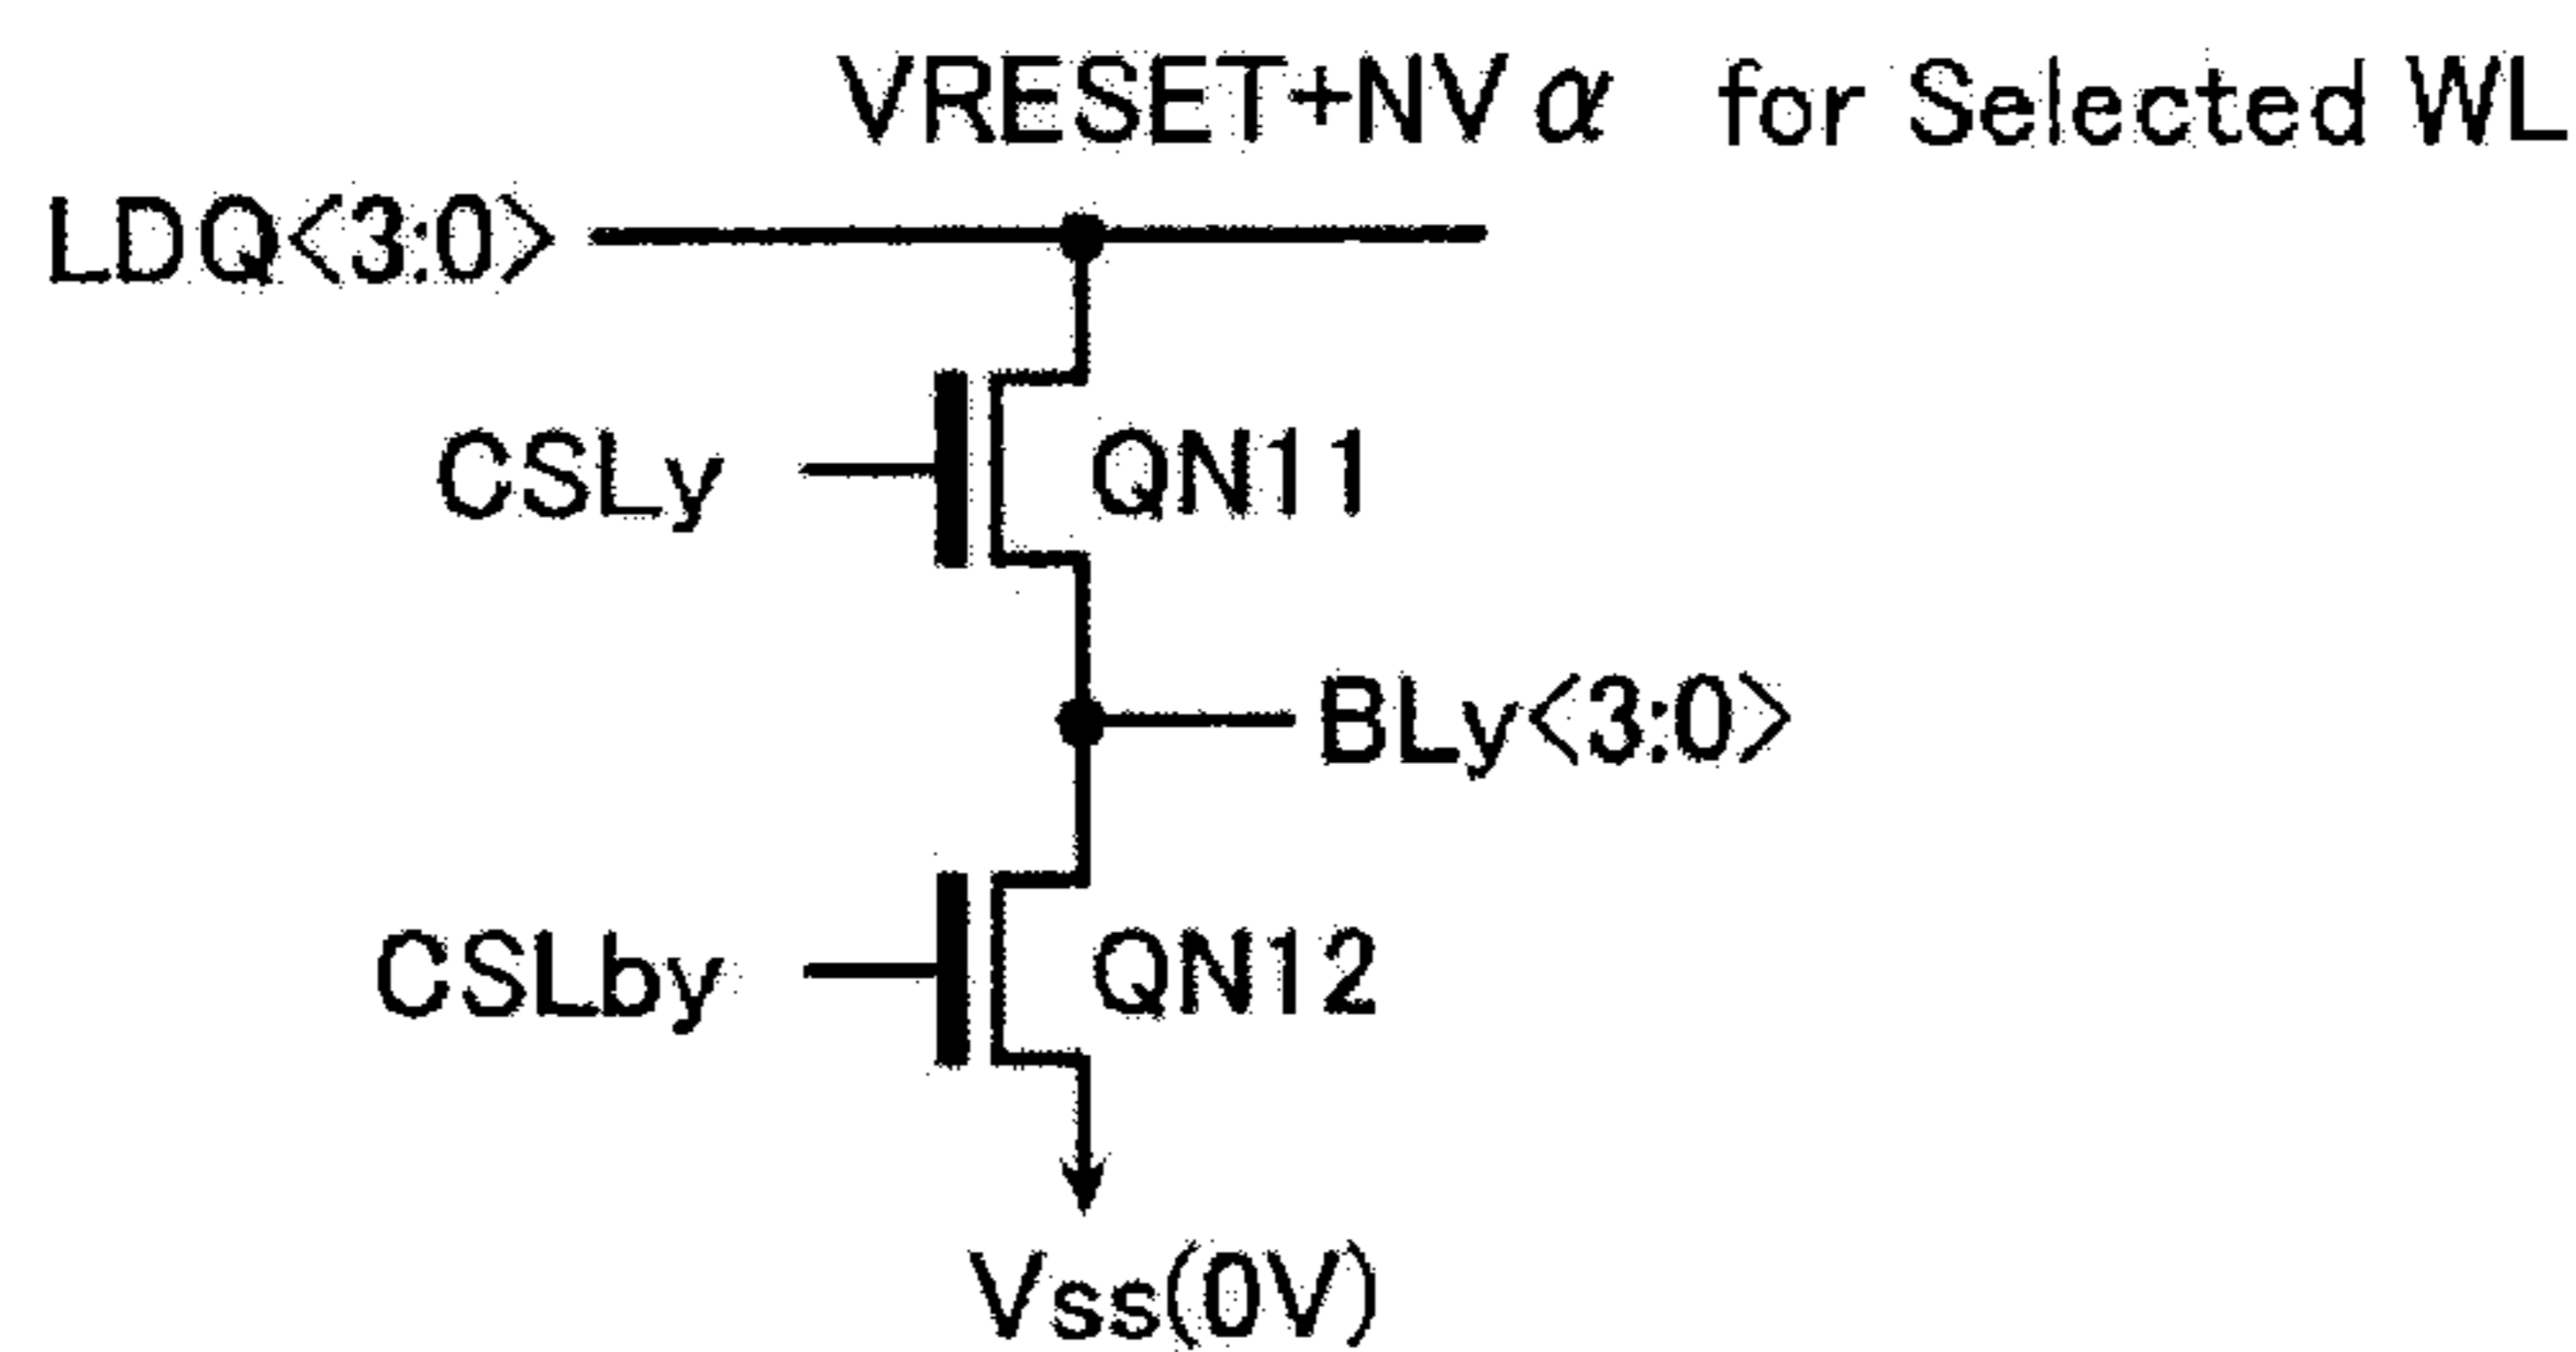 VRESET+NVα for Selected WL
LDQ<3:0>
CSLy
QN11
BLy<3:0>
CSLby
QN12
Vss(0V)